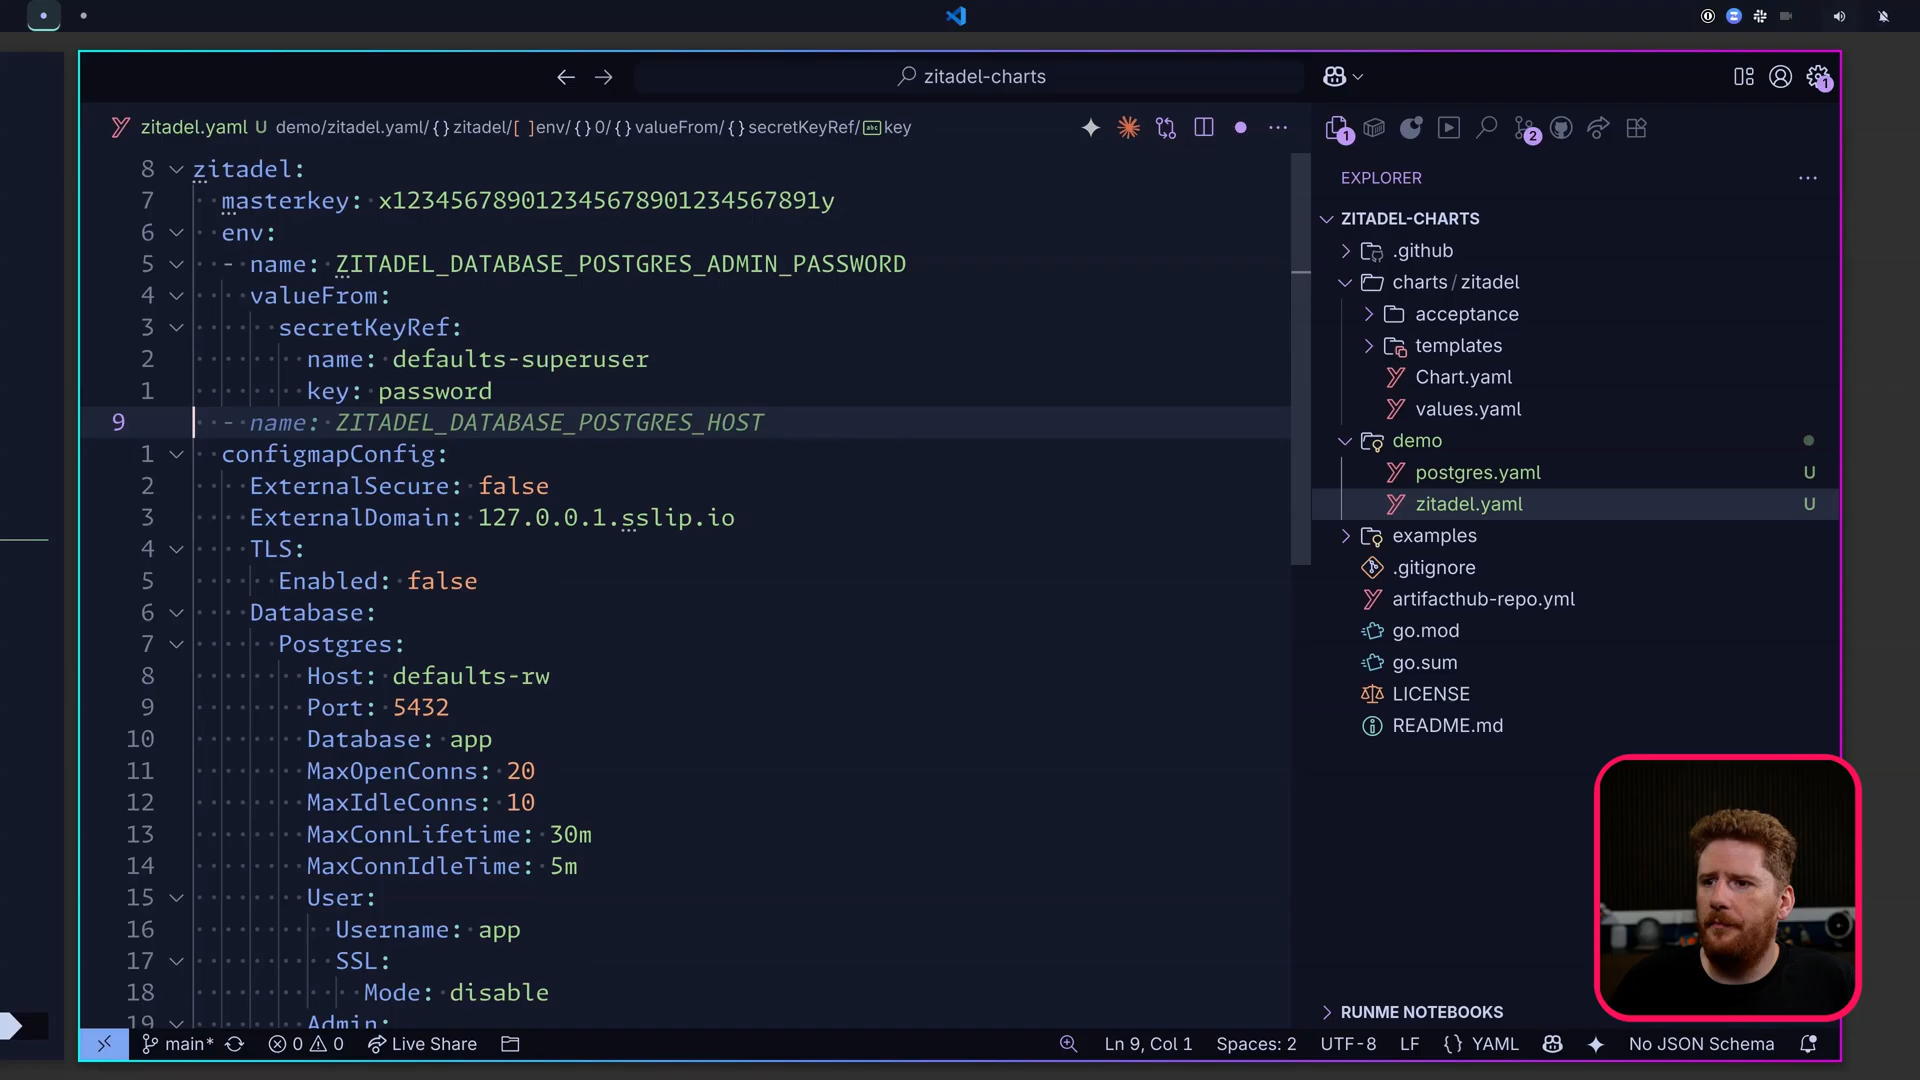 zitadel-charts
1
zitadel.yaml U demo/zitadel.yaml/{}zitadel/[ ]env/{}0/{}valueFrom/{}secretKeyRef/abc key
1
2
8 zitadel:
7 masterkey: x123456789012345678901234567891y
6 env:
5 - name: ZITADEL_DATABASE_POSTGRES_ADMIN_PASSWORD
4 valueFrom:
3 secretKeyRef:
2 name: defaults-superuser
1 key: password
9 - name: ZITADEL_DATABASE_POSTGRES_HOST
1 configmapConfig:
2 ExternalSecure: false
3 ExternalDomain: 127.0.0.1.sslip.io
4 TLS:
5 Enabled: false
6 Database:
7 Postgres:
8 Host: defaults-rw
9 Port: 5432
10 Database: app
11 MaxOpenConns: 20
12 MaxIdleConns: 10
13 MaxConnLifetime: 30m
14 MaxConnIdleTime: 5m
15 User:
16 Username: app
17 SSL:
18 Mode: disable
19 Admin:
EXPLORER
ZITADEL-CHARTS
.github
charts/zitadel
acceptance
templates
Chart.yaml
values.yaml
demo
postgres.yaml U
zitadel.yaml U
examples
.gitignore
artifacthub-repo.yml
go.mod
go.sum
LICENSE
README.md
RUNME NOTEBOOKS
main* 0 0 Live Share Ln 9, Col 1 Spaces: 2 UTF-8 LF {} YAML No JSON Schema